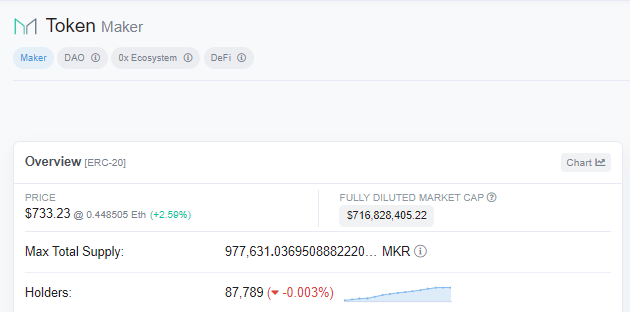 Token Maker
Maker DAO 0x Ecosystem DeFi
Overview [ERC-20] Chart
PRICE
$733.23 @ 0.448505 Eth (+2.59%)
FULLY DILUTED MARKET CAP
$716,828,405.22
Max Total Supply: 977,631.0369508882220... MKR
Holders: 87,789 ( -0.003%)